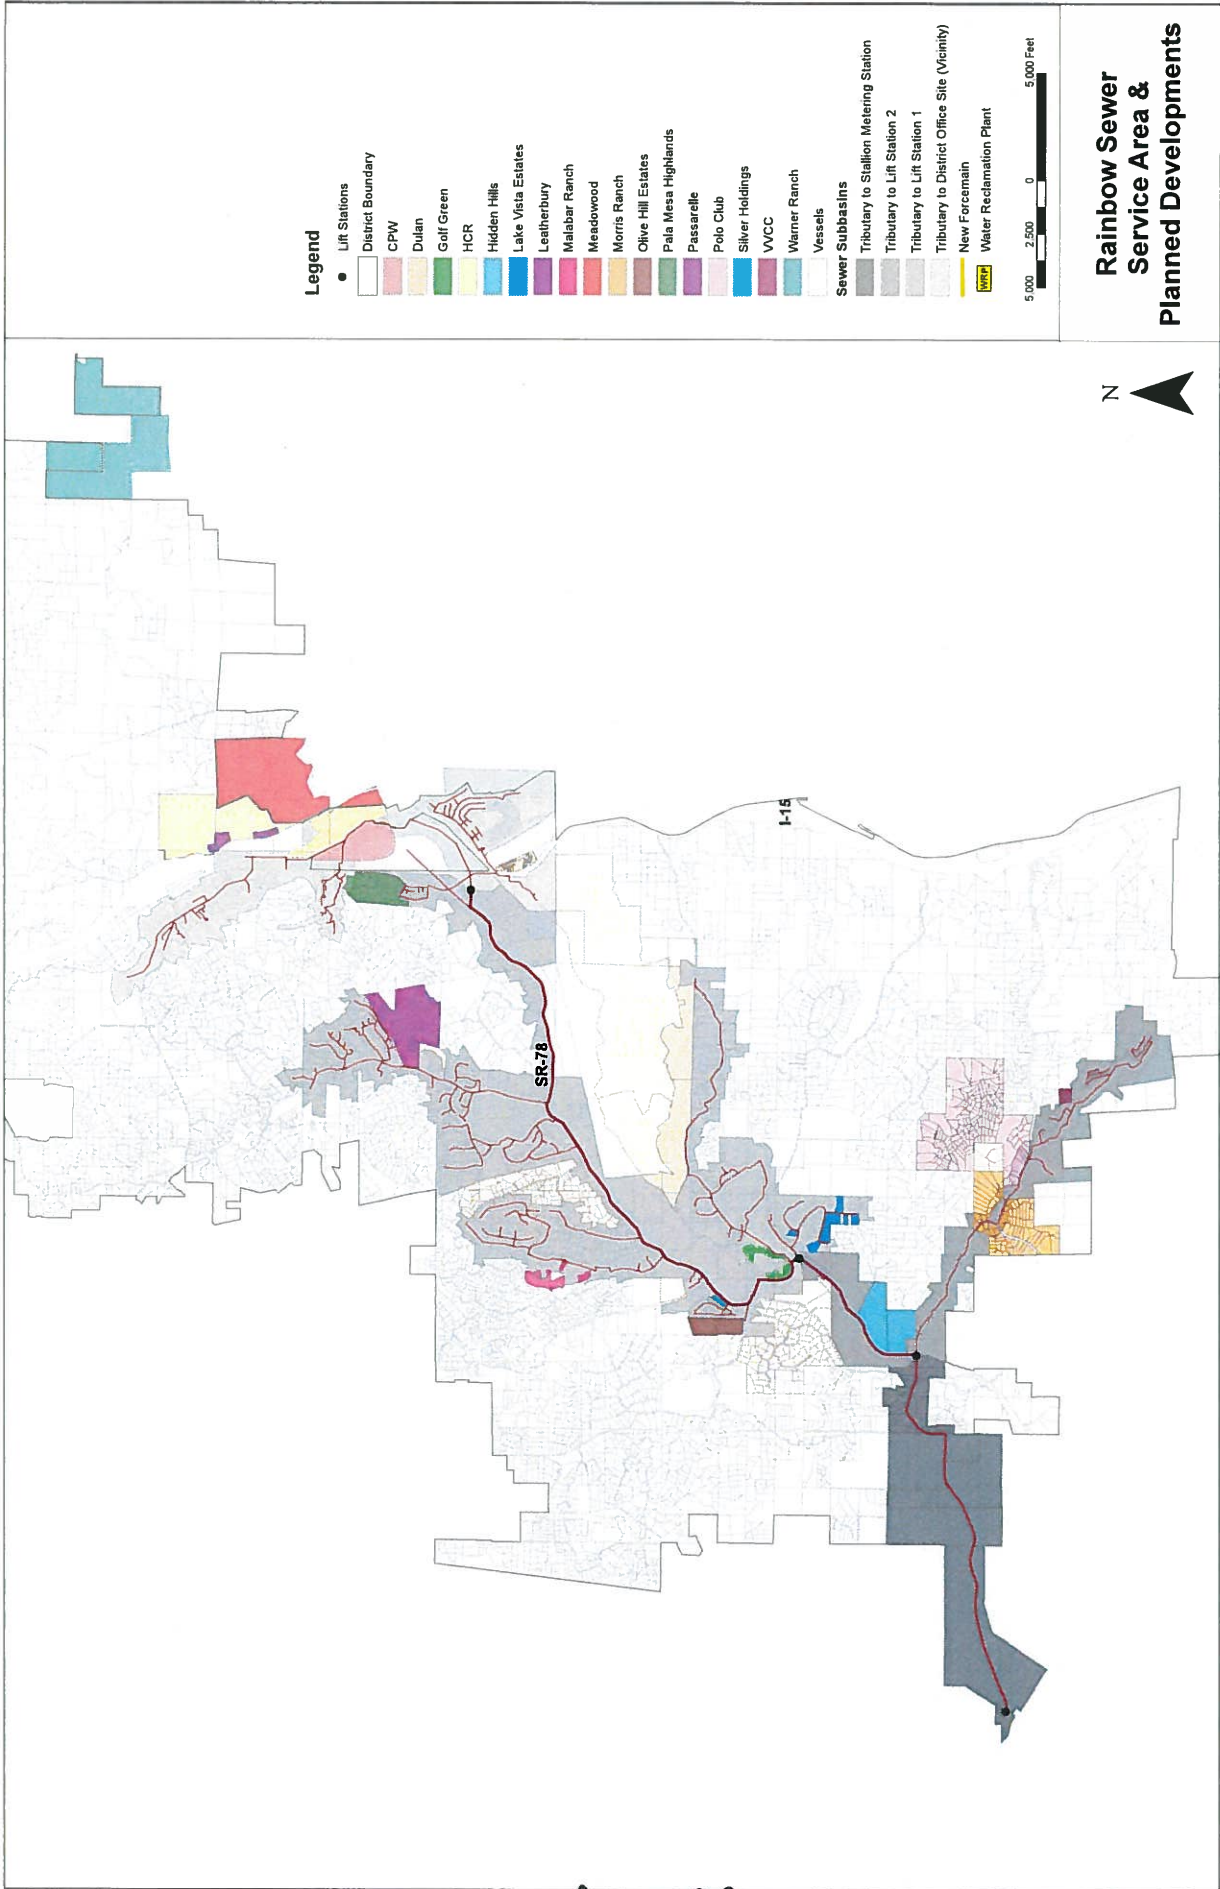 SR-78
I-15
Legend
Lift Stations
District Boundary
CPW
Dulan
Golf Green
HCR
Hidden Hills
Lake Vista Estates
Leatherbury
Malabar Ranch
Meadowood
Morris Ranch
Olive Hill Estates
Pala Mesa Highlands
Passarelle
Polo Club
Silver Holdings
VVCC
Warner Ranch
Vessels
Sewer Subbasins
Tributary to Stallion Metering Station
Tributary to Lift Station 2
Tributary to Lift Station 1
Tributary to District Office Site (Vicinity)
New Forcemain
WRP Water Reclamation Plant
5,000 2,500 0 5,000 Feet
N
Rainbow Sewer
Service Area &
Planned Developments